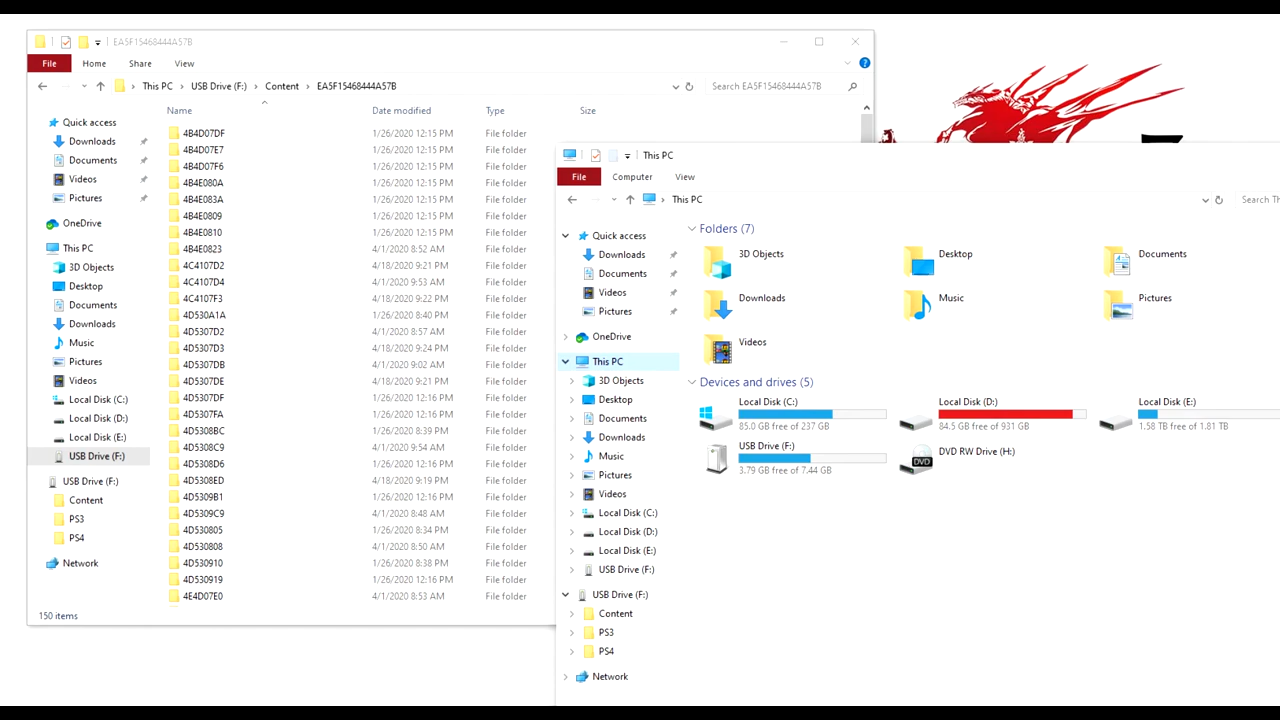 EA5F15468444A57B
File Home Share View
This PC USB Drive (F:) Content EA5F15468444A57B Search EA5F15468444A57B
Name Date modified Type Size
Quick access
Downloads
Documents
Videos
Pictures
OneDrive
This PC
3D Objects
Desktop
Documents
Downloads
Music
Pictures
Videos
Local Disk (C:)
Local Disk (D:)
Local Disk (E:)
USB Drive (F:)
USB Drive (F:)
Content
PS3
PS4
Network
4B4D07DF 1/26/2020 12:15 PM File folder
4B4D07E7 1/26/2020 12:15 PM File folder
4B4D07F6 1/26/2020 12:15 PM File folder
4B4E080A 1/26/2020 12:15 PM File folder
4B4E083A 1/26/2020 12:15 PM File folder
4B4E0809 1/26/2020 12:15 PM File folder
4B4E0810 1/26/2020 12:15 PM File folder
4B4E0823 4/1/2020 8:52 AM File folder
4C4107D2 4/18/2020 9:21 PM File folder
4C4107D4 4/1/2020 9:53 AM File folder
4C4107F3 4/18/2020 9:22 PM File folder
4D530A1A 1/26/2020 8:40 PM File folder
4D5307D2 4/1/2020 8:57 AM File folder
4D5307D3 4/18/2020 9:24 PM File folder
4D5307DB 4/1/2020 9:02 AM File folder
4D5307DE 4/18/2020 9:21 PM File folder
4D5307DF 1/26/2020 12:16 PM File folder
4D5307FA 1/26/2020 12:16 PM File folder
4D5308BC 1/26/2020 8:39 PM File folder
4D5308C9 4/1/2020 9:54 AM File folder
4D5308D6 1/26/2020 12:16 PM File folder
4D5308ED 4/18/2020 9:19 PM File folder
4D5309B1 1/26/2020 12:16 PM File folder
4D5309C9 4/1/2020 8:48 AM File folder
4D530805 1/26/2020 8:34 PM File folder
4D530808 4/1/2020 8:50 AM File folder
4D530910 1/26/2020 8:38 PM File folder
4D530919 1/26/2020 12:16 PM File folder
4E4D07E0 4/1/2020 8:53 AM File folder
150 items
This PC
File Computer View
This PC Search Th
Quick access
Downloads
Documents
Videos
Pictures
OneDrive
This PC
3D Objects
Desktop
Documents
Downloads
Music
Pictures
Videos
Local Disk (C:)
Local Disk (D:)
Local Disk (E:)
USB Drive (F:)
USB Drive (F:)
Content
PS3
PS4
Network
Folders (7)
3D Objects Desktop Documents
Downloads Music Pictures
Videos
Devices and drives (5)
Local Disk (C:) Local Disk (D:) Local Disk (E:)
85.0 GB free of 237 GB 84.5 GB free of 931 GB 1.58 TB free of 1.81 TB
USB Drive (F:) DVD RW Drive (H:)
DVD
3.79 GB free of 7.44 GB